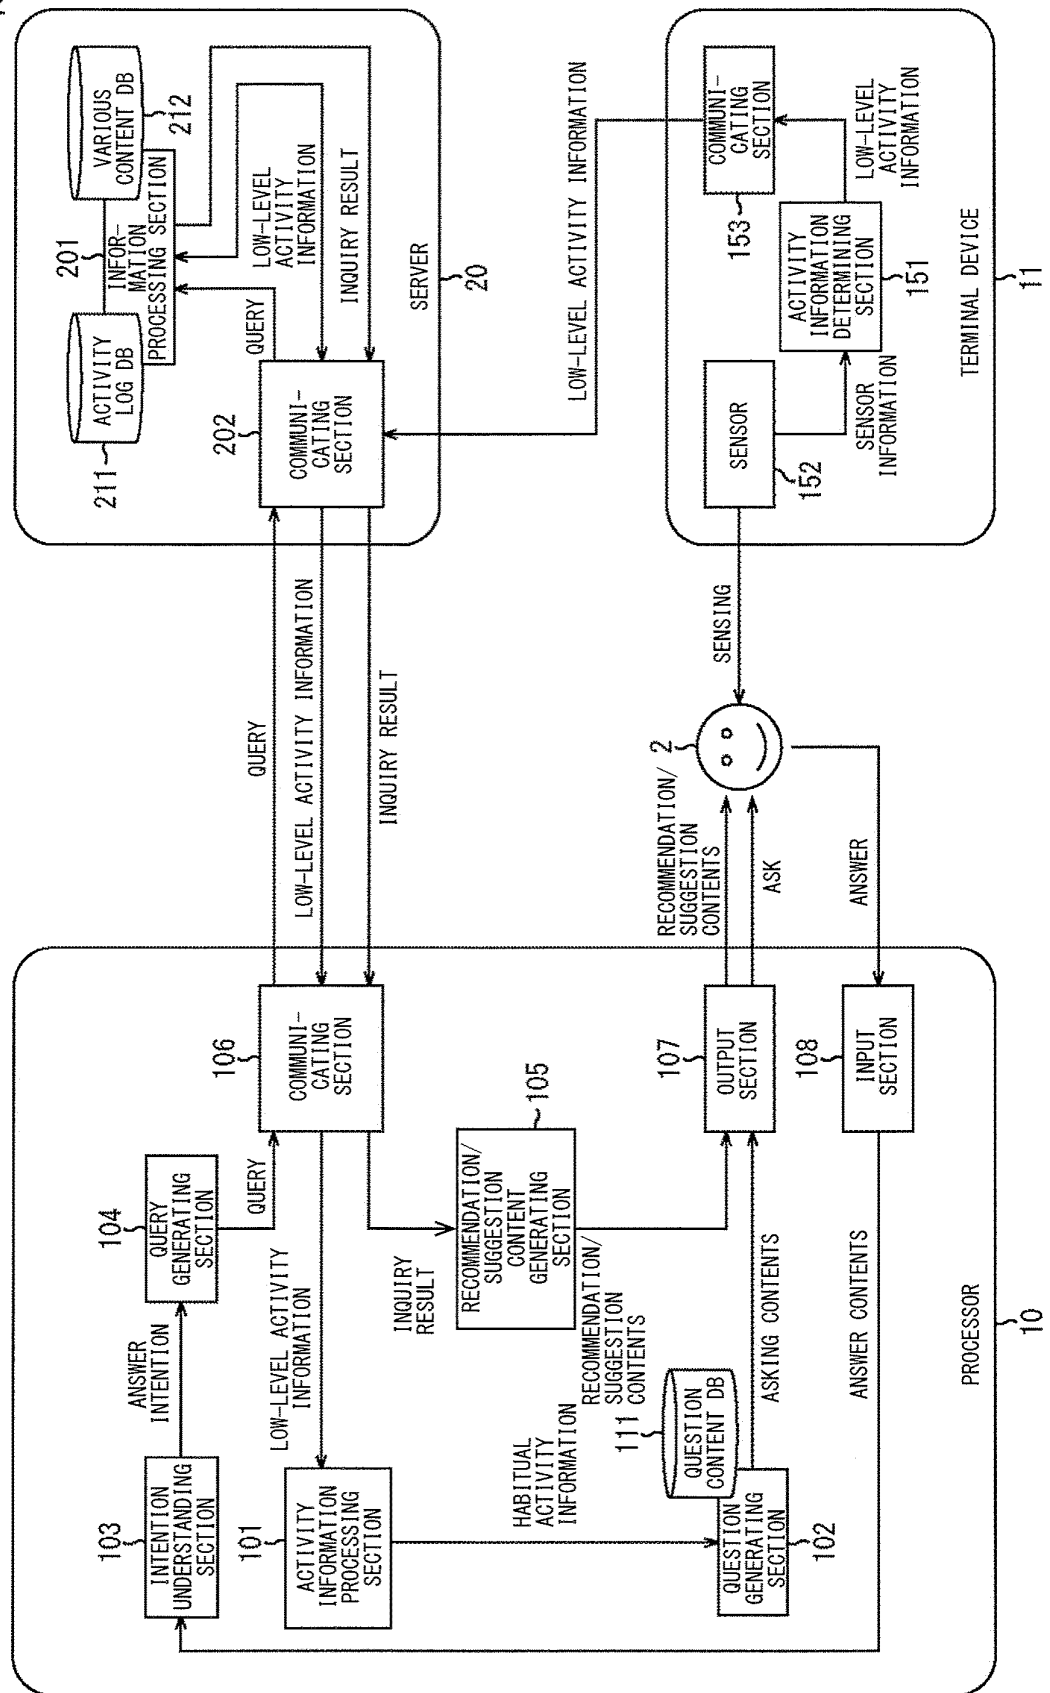 103
INTENTION
UNDERSTANDING
SECTION
ANSWER
INTENTION
104
QUERY
GENERATING
SECTION
QUERY
101
ACTIVITY
INFORMATION
PROCESSING
SECTION
LOW-LEVEL ACTIVITY
INFORMATION
106
COMMUNI-
CATING
SECTION
INQUIRY
RESULT
105
RECOMMENDATION/
SUGGESTION
CONTENT
GENERATING
SECTION
HABITUAL
ACTIVITY
INFORMATION
RECOMMENDATION/
SUGGESTION
CONTENTS
111
QUESTION
CONTENT DB
QUESTION
GENERATING
SECTION
102
ASKING CONTENTS
107
OUTPUT
SECTION
108
INPUT
SECTION
ANSWER CONTENTS
PROCESSOR
10
QUERY
LOW-LEVEL ACTIVITY INFORMATION
INQUIRY RESULT
RECOMMENDATION/
SUGGESTION
CONTENTS
ASK
ANSWER
2
SENSING
211
ACTIVITY
LOG DB
201
INFOR-
MATION
PROCESSING SECTION
VARIOUS
CONTENT DB
212
202
COMMUNI-
CATING
SECTION
QUERY
LOW-LEVEL
ACTIVITY
INFORMATION
INQUIRY RESULT
SERVER
20
LOW-LEVEL ACTIVITY INFORMATION
SENSOR
152
SENSOR
INFORMATION
COMMUNI-
CATING
SECTION
153
ACTIVITY
INFORMATION
DETERMINING
SECTION
151
LOW-LEVEL
ACTIVITY
INFORMATION
TERMINAL DEVICE
11